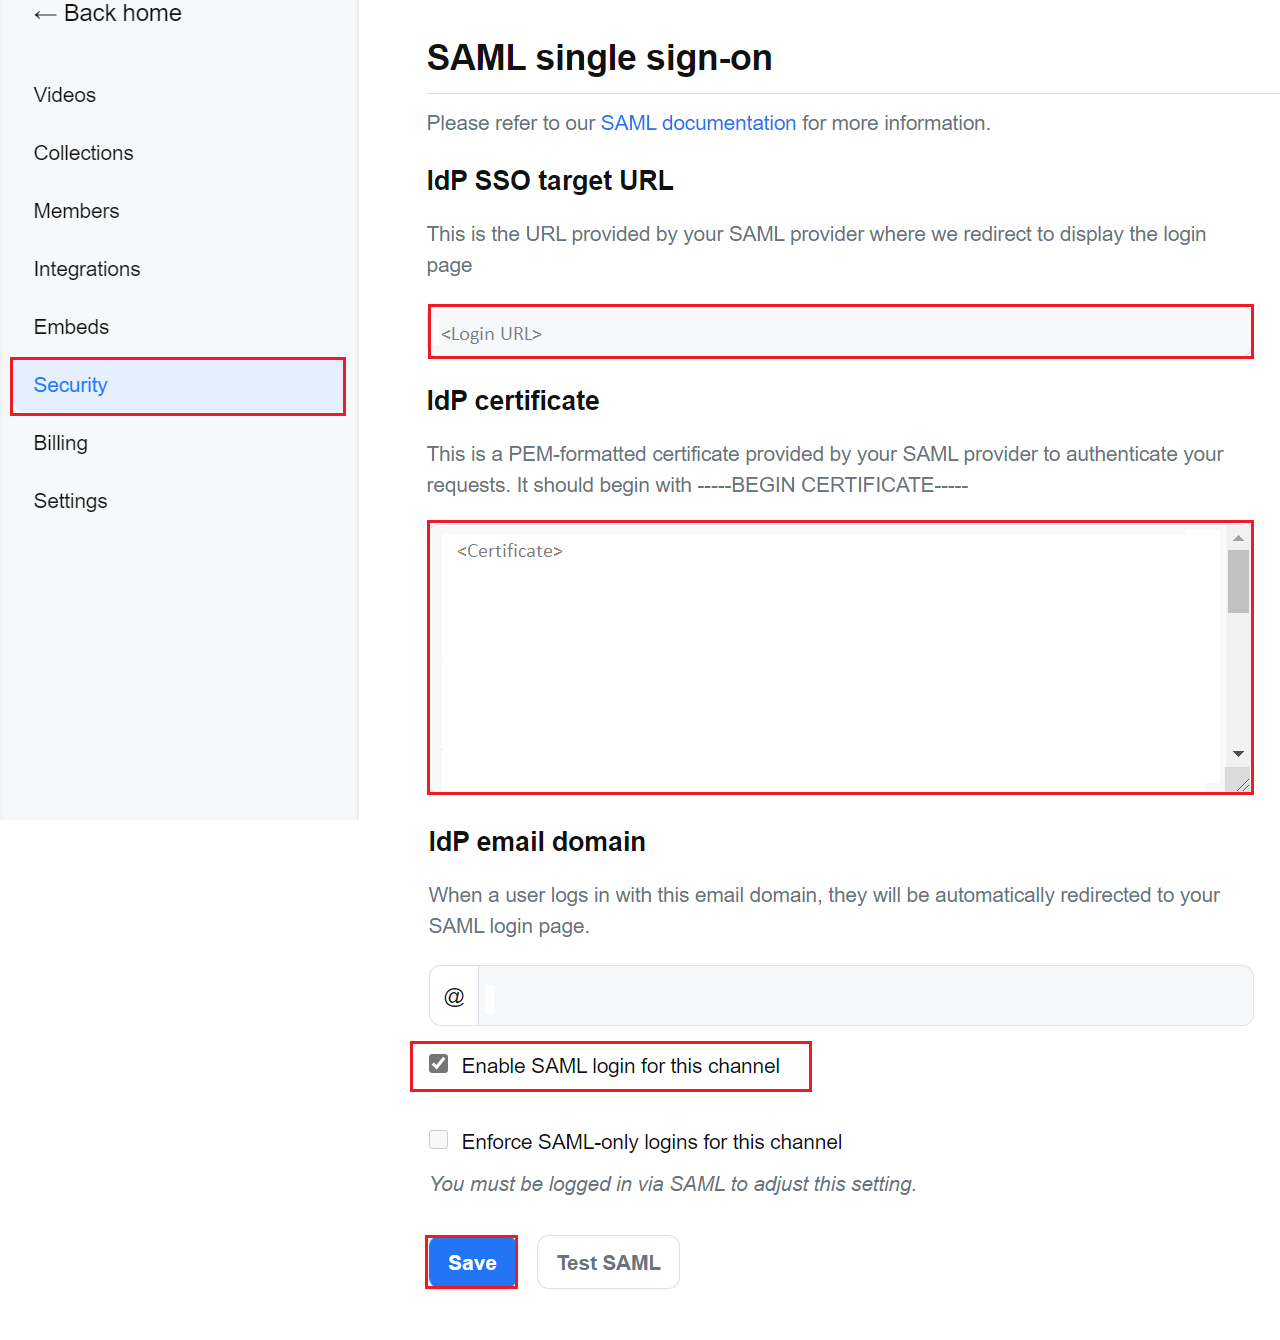 ← Back home
Videos
Collections
Members
Integrations
Embeds
Security
Billing
Settings
SAML single sign-on
Please refer to our SAML documentation for more information.
IdP SSO target URL
This is the URL provided by your SAML provider where we redirect to display the login
page
<Login URL>
IdP certificate
This is a PEM-formatted certificate provided by your SAML provider to authenticate your
requests. It should begin with -----BEGIN CERTIFICATE-----
<Certificate>
IdP email domain
When a user logs in with this email domain, they will be automatically redirected to your
SAML login page.
@
Enable SAML login for this channel
Enforce SAML-only logins for this channel
You must be logged in via SAML to adjust this setting.
Save
Test SAML